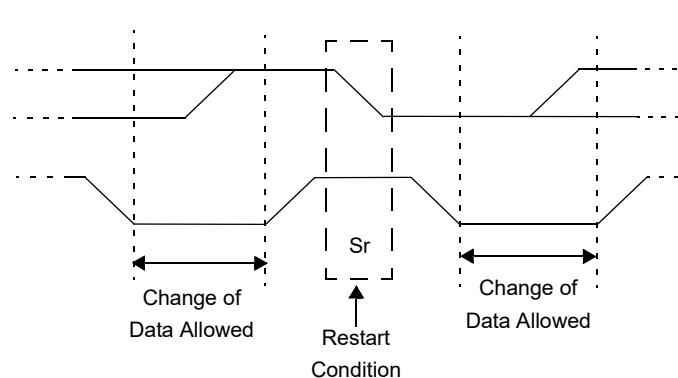 Sr
Change of
Data Allowed
Restart
Condition
Change of
Data Allowed